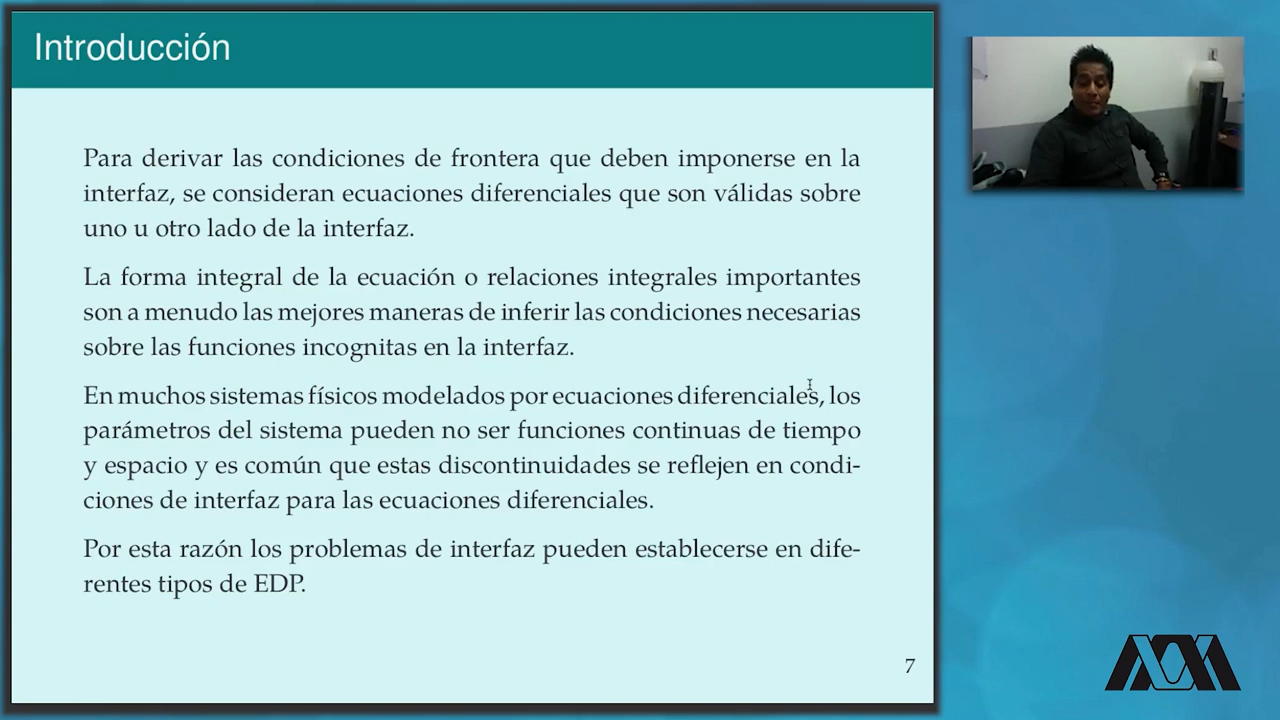 Introducción
Para derivar las condiciones de frontera que deben imponerse en la
interfaz, se consideran ecuaciones diferenciales que son válidas sobre
uno u otro lado de la interfaz.
La forma integral de la ecuación o relaciones integrales importantes
son a menudo las mejores maneras de inferir las condiciones necesarias
sobre las funciones incognitas en la interfaz.
En muchos sistemas físicos modelados por ecuaciones diferenciales, los
parámetros del sistema pueden no ser funciones continuas de tiempo
y espacio y es común que estas discontinuidades se reflejen en condi-
ciones de interfaz para las ecuaciones diferenciales.
Por esta razón los problemas de interfaz pueden establecerse en dife-
rentes tipos de EDP.
7